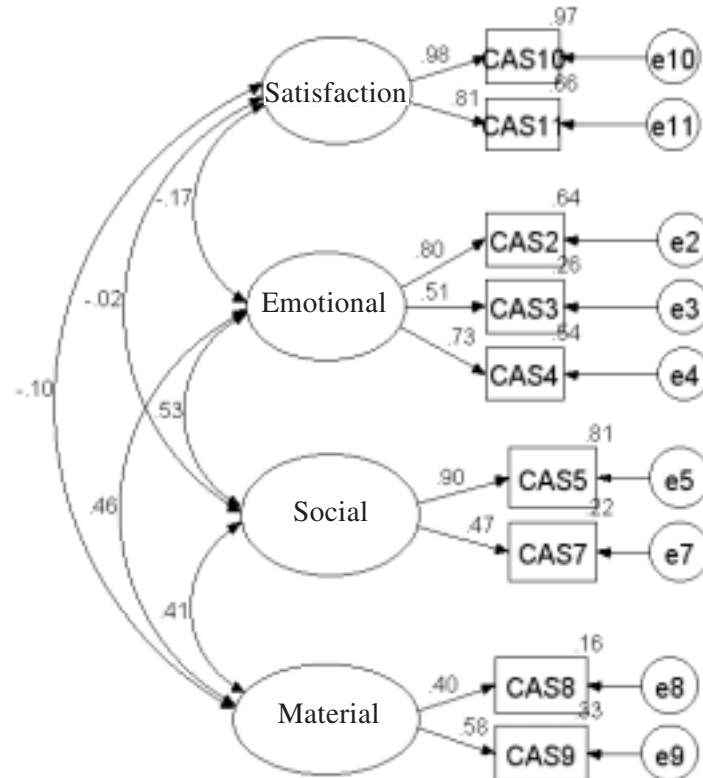 .97
.98
CAS10
e10
Satisfaction
.66
.81
CAS11
e11
-.17
.64
.80
CAS2
e2
.26
Emotional
.51
CAS3
e3
-.02
.54
.73
CAS4
e4
-.10
.53
.81
.90
CAS5
e5
.46
Social
.22
.47
CAS7
e7
.41
.16
.40
CAS8
e8
Material
.33
.58
CAS9
e9